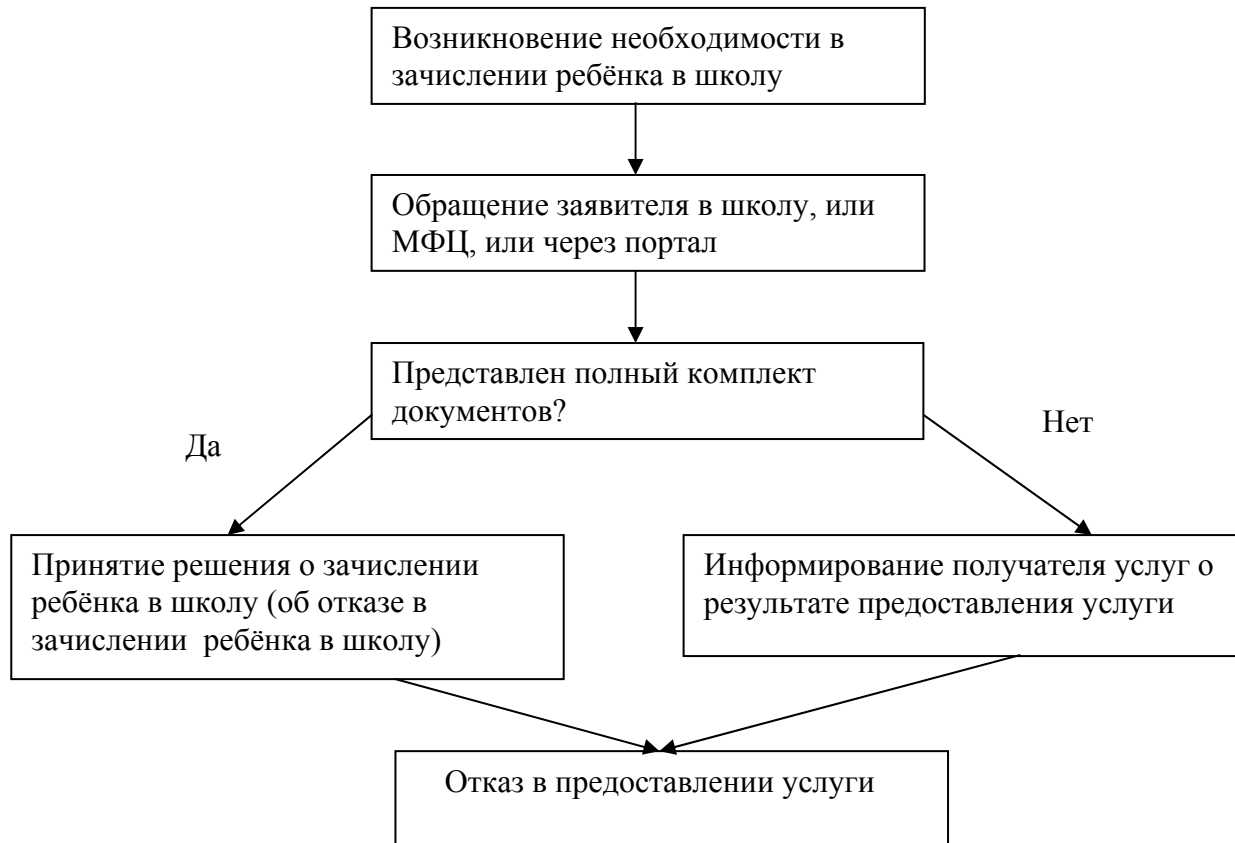 Возникновение необходимости в
зачислении ребёнка в школу
Обращение заявителя в школу, или
МФЦ, или через портал
Представлен полный комплект
документов?
Да
Нет
Принятие решения о зачислении
ребёнка в школу (об отказе в
зачислении  ребёнка в школу)
Информирование получателя услуг о
результате предоставления услуги
Отказ в предоставлении услуги